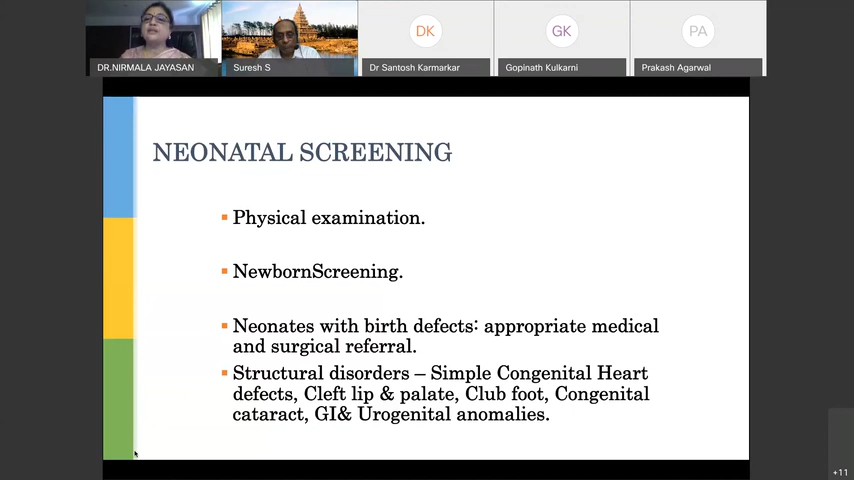 DK
GK
PA
DR.NIRMALA JAYASAN
Suresh S
Dr Santosh Karmarkar
Gopinath Kulkarni
Prakash Agarwal
NEONATAL SCREENING
Physical examination.
NewbornScreening.
Neonates with birth defects: appropriate medical
and surgical referral.
Structural disorders – Simple Congenital Heart
defects, Cleft lip & palate, Club foot, Congenital
cataract, GI& Urogenital anomalies.
+11